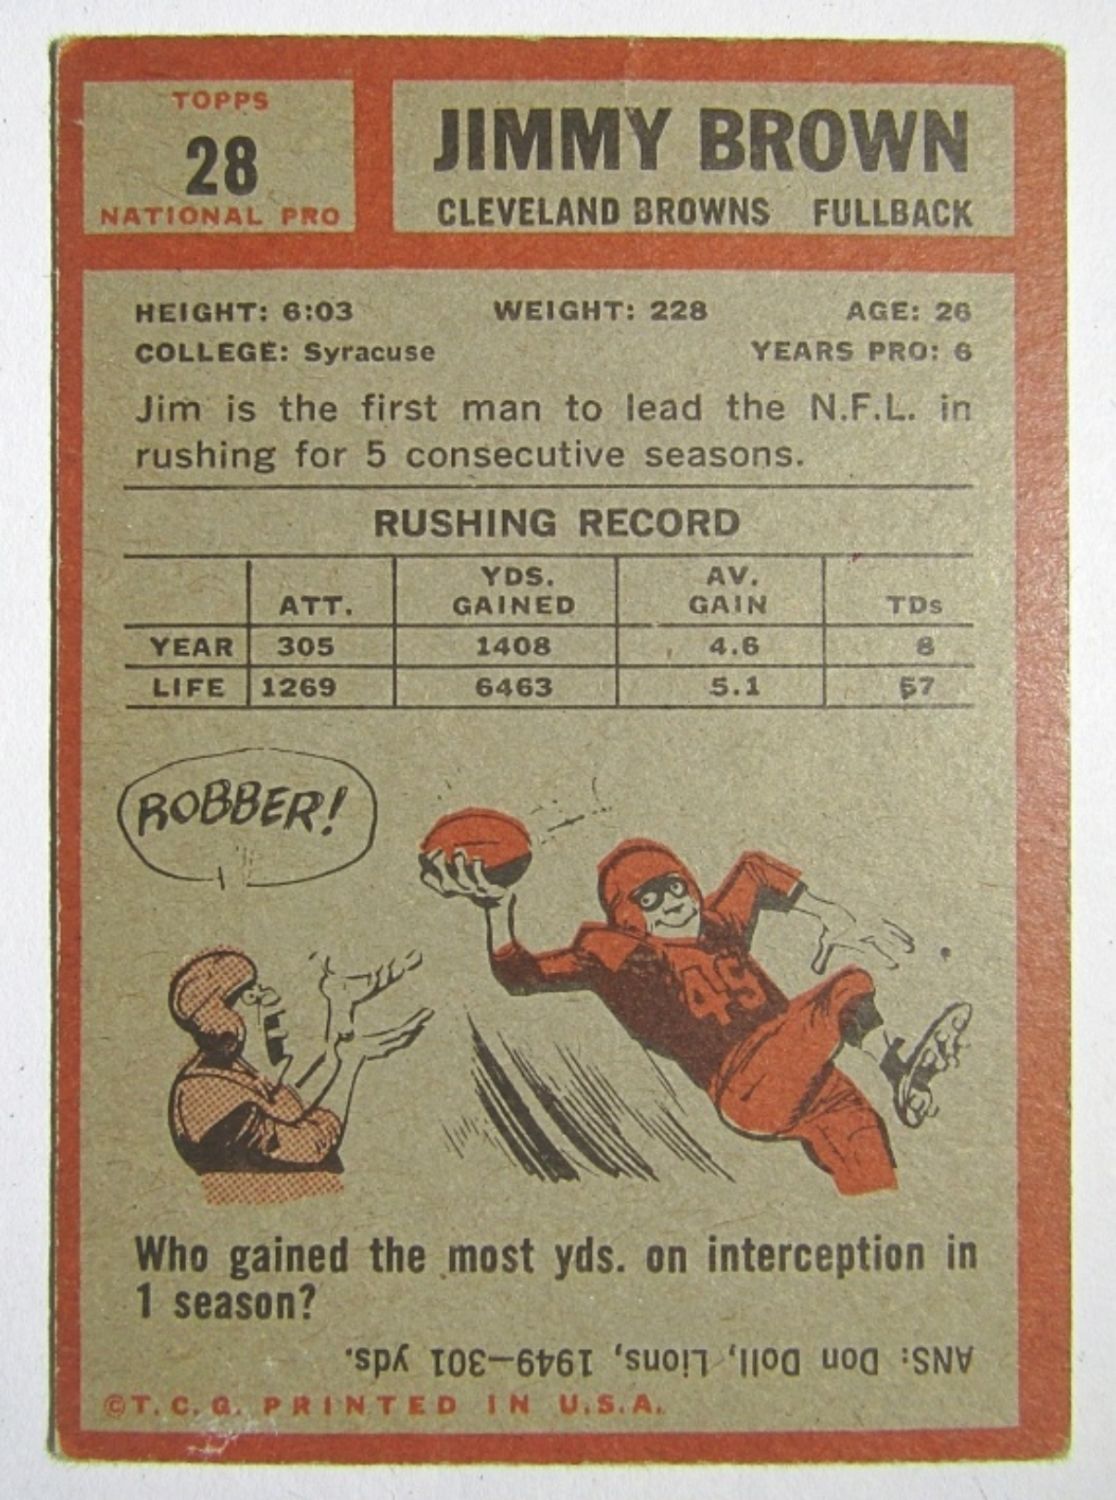 TOPPS
28
NATIONAL PRO
JIMMY BROWN
CLEVELAND BROWNS FULLBACK
HEIGHT: 6:03 WEIGHT: 228 AGE: 26
COLLEGE: Syracuse YEARS PRO: 6
Jim is the first man to lead the N.F.L. in
rushing for 5 consecutive seasons.
RUSHING RECORD
ATT. YDS. GAINED AV. GAIN TDs
YEAR 305 1408 4.6 8
LIFE 1269 6463 5.1 57
ROBBER!
45
Who gained the most yds. on interception in
1 season?
ANS: Don Doll, Lions, 1949—301 yds.
©T.C.G. PRINTED IN U.S.A.